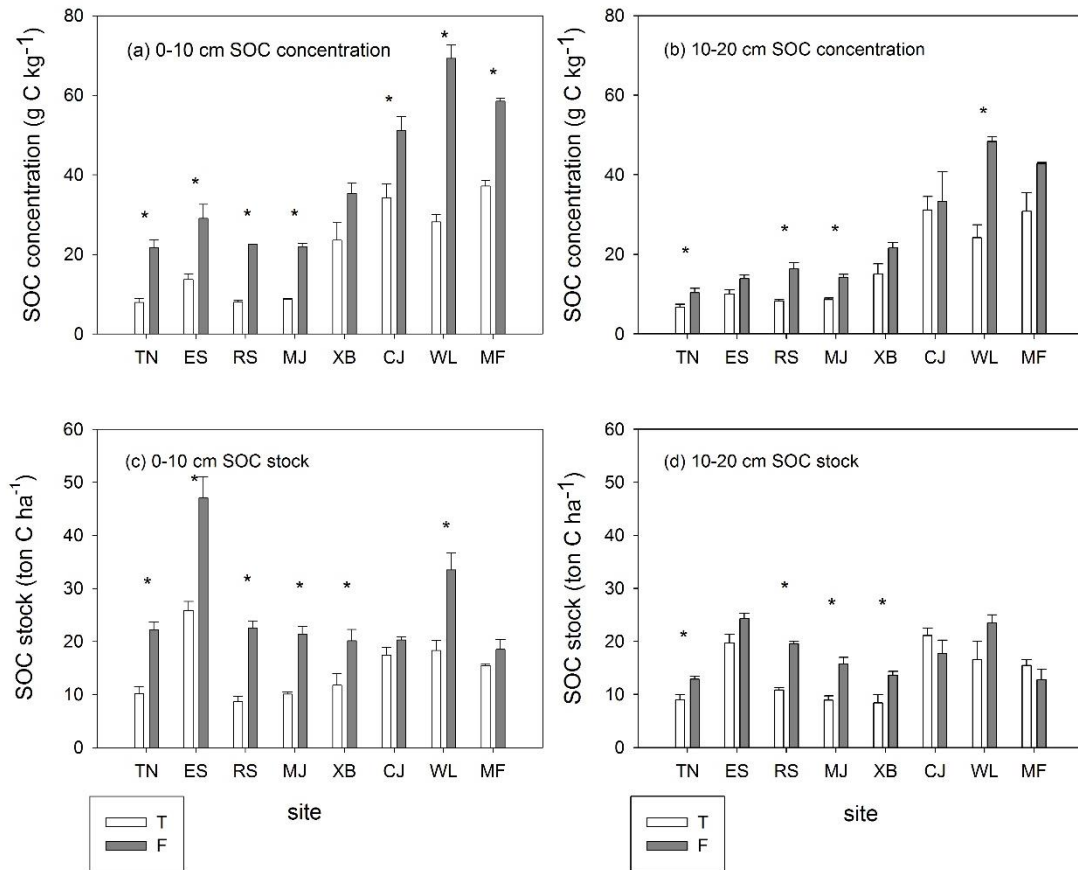 (a) 0-10 cm SOC concentration
SOC concentration (g C kg⁻¹)
80
60
40
20
0
* * * * * * *
TN ES RS MJ XB CJ WL MF
(b) 10-20 cm SOC concentration
SOC concentration (g C kg⁻¹)
80
60
40
20
0
* * * *
TN ES RS MJ XB CJ WL MF
(c) 0-10 cm SOC stock
SOC stock (ton C ha⁻¹)
60
50
40
30
20
10
0
* * * * * *
TN ES RS MJ XB CJ WL MF
site
T
F
(d) 10-20 cm SOC stock
SOC stock (ton C ha⁻¹)
60
50
40
30
20
10
0
* * * *
TN ES RS MJ XB CJ WL MF
site
T
F